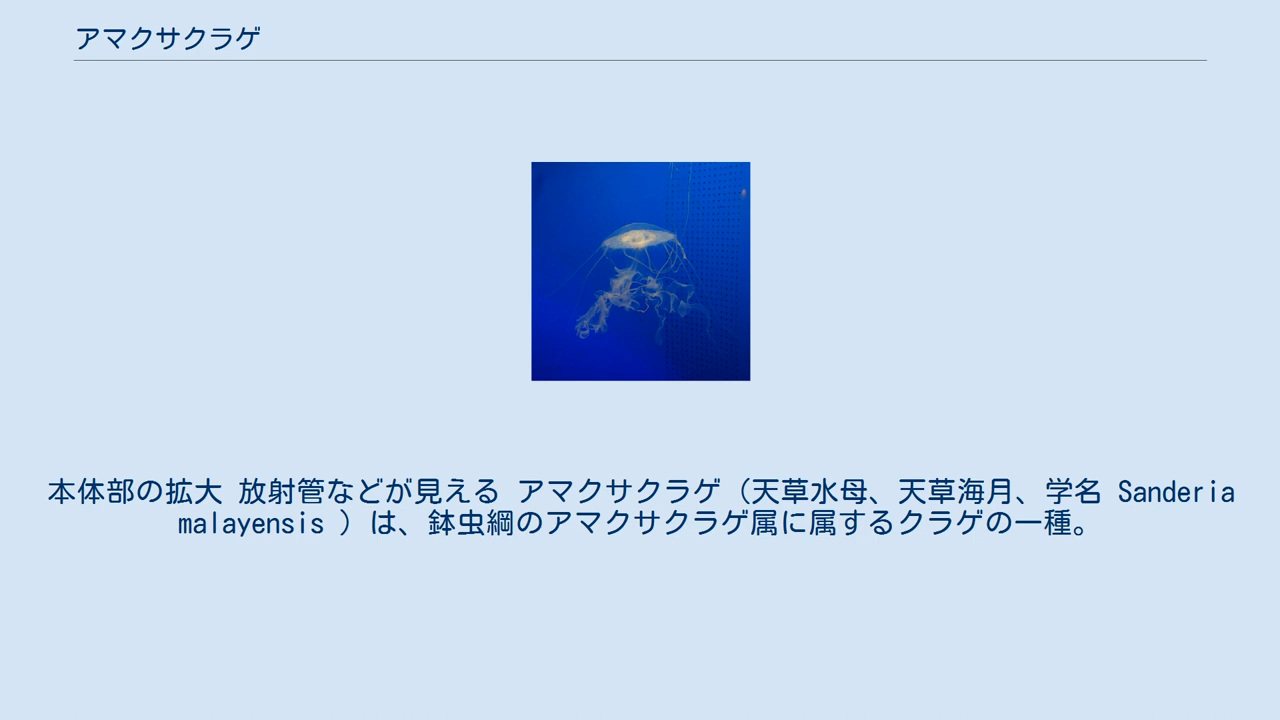 アマクサクラゲ
本体部の拡大 放射管などが見える アマクサクラゲ（天草水母、天草海月、学名 Sanderia
malayensis ）は、鉢虫綱のアマクサクラゲ属に属するクラゲの一種。